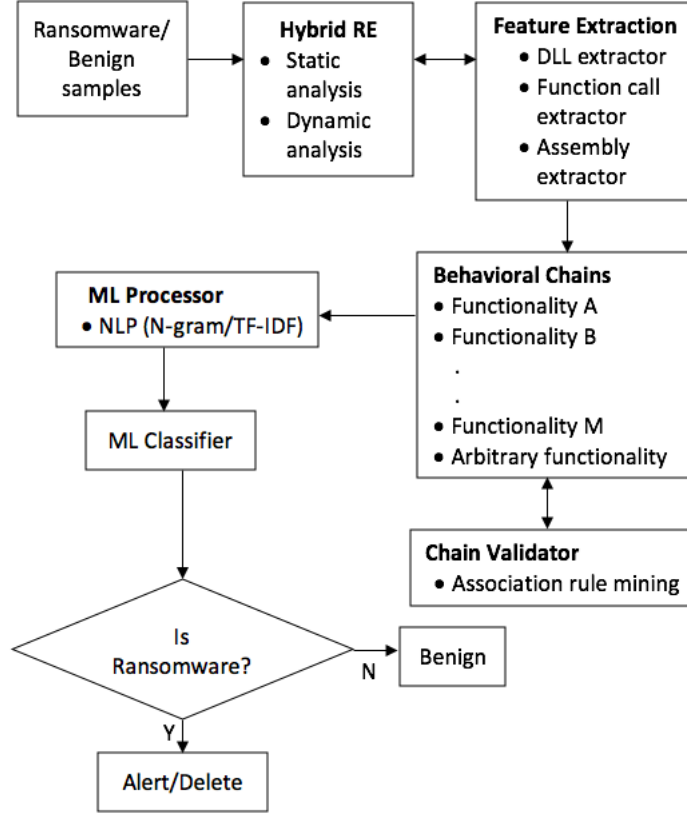 Ransomware/
Benign
samples
Hybrid RE
• Static
analysis
• Dynamic
analysis
Feature Extraction
• DLL extractor
• Function call
extractor
• Assembly
extractor
Behavioral Chains
• Functionality A
• Functionality B
.
.
• Functionality M
• Arbitrary functionality
ML Processor
• NLP (N-gram/TF-IDF)
ML Classifier
Chain Validator
• Association rule mining
Is
Ransomware?
N
Benign
Y
Alert/Delete